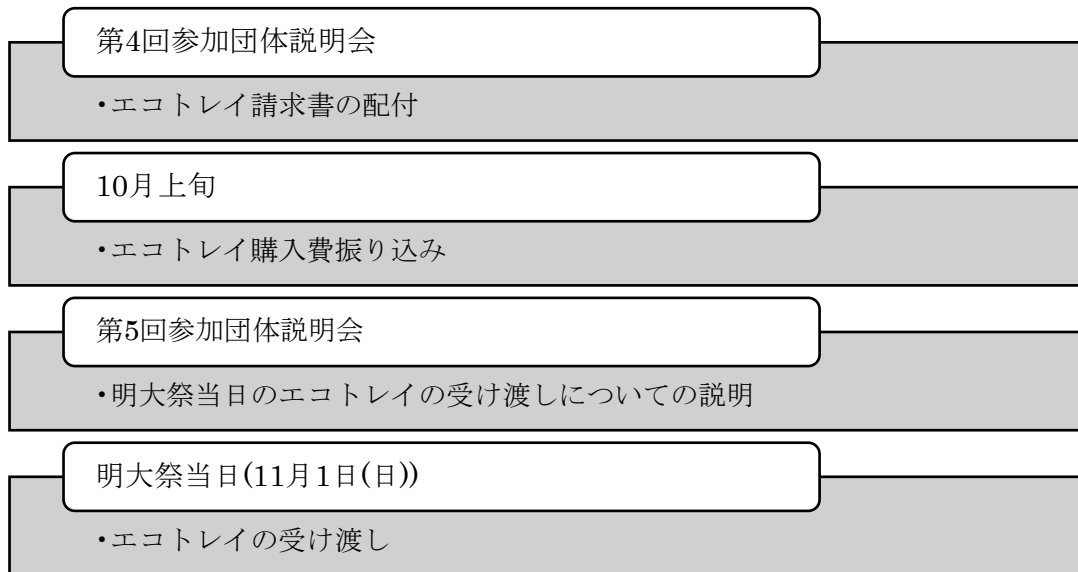 第4回参加団体説明会
・エコトレイ請求書の配付
10月上旬
・エコトレイ購入費振り込み
第5回参加団体説明会
・明大祭当日のエコトレイの受け渡しについての説明
明大祭当日(11月1日(日))
・エコトレイの受け渡し